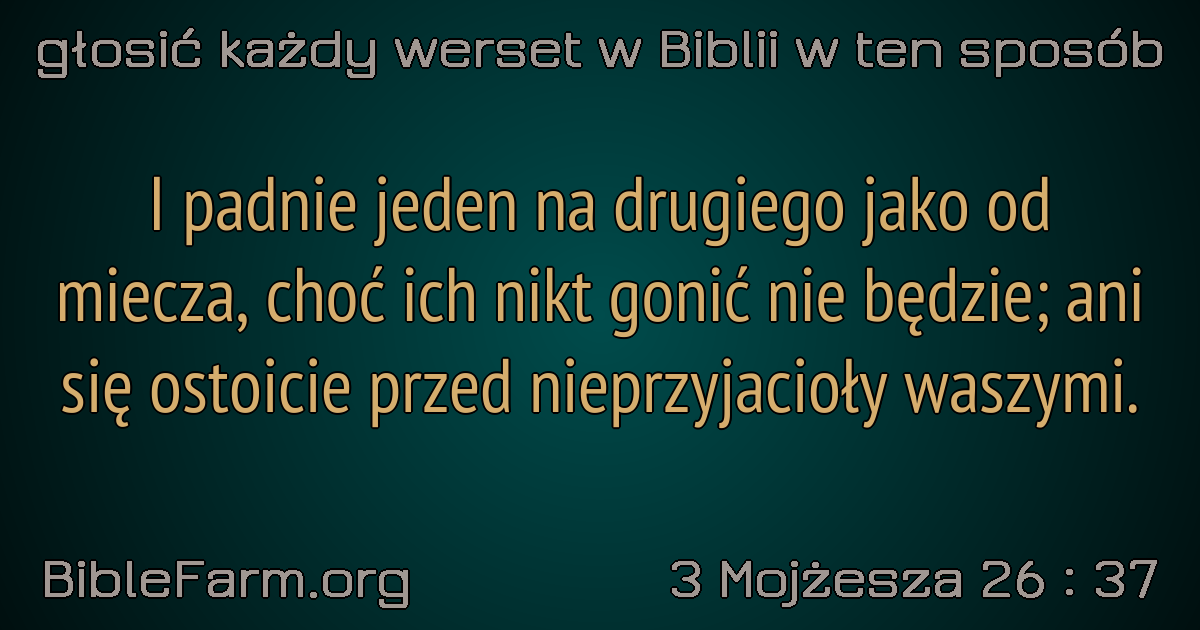 głosić każdy werset w Biblii w ten sposób
I padnie jeden na drugiego jako od
miecza, choć ich nikt gonić nie będzie; ani
się ostoicie przed nieprzyjacioły waszymi.
BibleFarm.org
3 Mojżesza 26 : 37